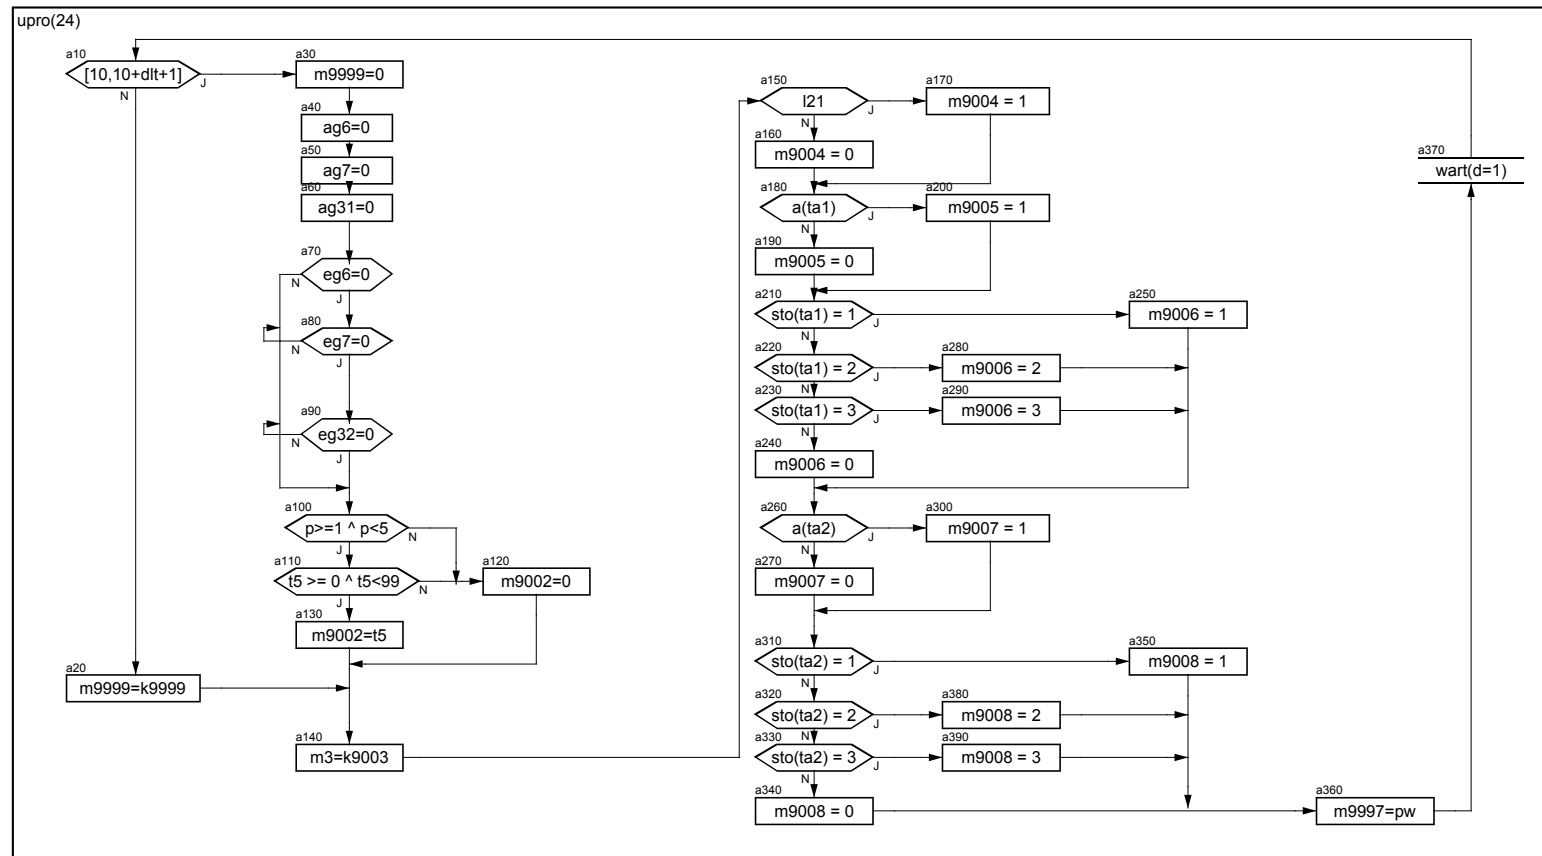 upro(24)
a10
[10,10+dlt+1]
J
N
a30
m9999=0
a40
ag6=0
a50
ag7=0
a60
ag31=0
a70
eg6=0
N
J
a80
eg7=0
N
J
a90
eg32=0
N
J
a100
p>=1 ^ p<5
N
J
a110
t5 >= 0 ^ t5<99
N
J
a120
m9002=0
a130
m9002=t5
a20
m9999=k9999
a140
m3=k9003
a150
l21
J
N
a170
m9004 = 1
a160
m9004 = 0
a180
a(ta1)
J
N
a200
m9005 = 1
a190
m9005 = 0
a210
sto(ta1) = 1
J
N
a250
m9006 = 1
a220
sto(ta1) = 2
J
N
a280
m9006 = 2
a230
sto(ta1) = 3
J
N
a290
m9006 = 3
a240
m9006 = 0
a260
a(ta2)
J
N
a300
m9007 = 1
a270
m9007 = 0
a310
sto(ta2) = 1
J
N
a350
m9008 = 1
a320
sto(ta2) = 2
J
N
a380
m9008 = 2
a330
sto(ta2) = 3
J
N
a390
m9008 = 3
a340
m9008 = 0
a360
m9997=pw
a370
wart(d=1)